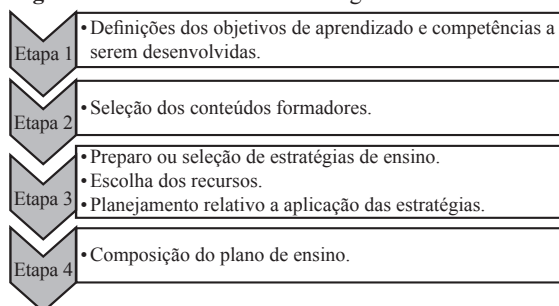 Etapa 1
• Definições dos objetivos de aprendizado e competências a
serem desenvolvidas.
Etapa 2
• Seleção dos conteúdos formadores.
Etapa 3
• Preparo ou seleção de estratégias de ensino.
• Escolha dos recursos.
• Planejamento relativo a aplicação das estratégias.
Etapa 4
• Composição do plano de ensino.